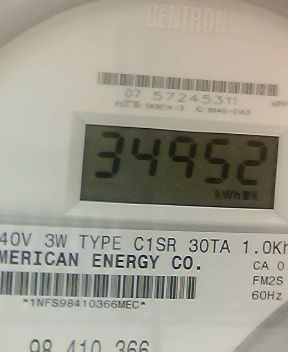 CENTRON
07 57245311
34952
kWh
40V 3W TYPE C1SR 30TA 1.0Kh
MERICAN ENERGY CO.
CA 0.
FM2S
60Hz
*1NFS98410366MEC*
98 410 366